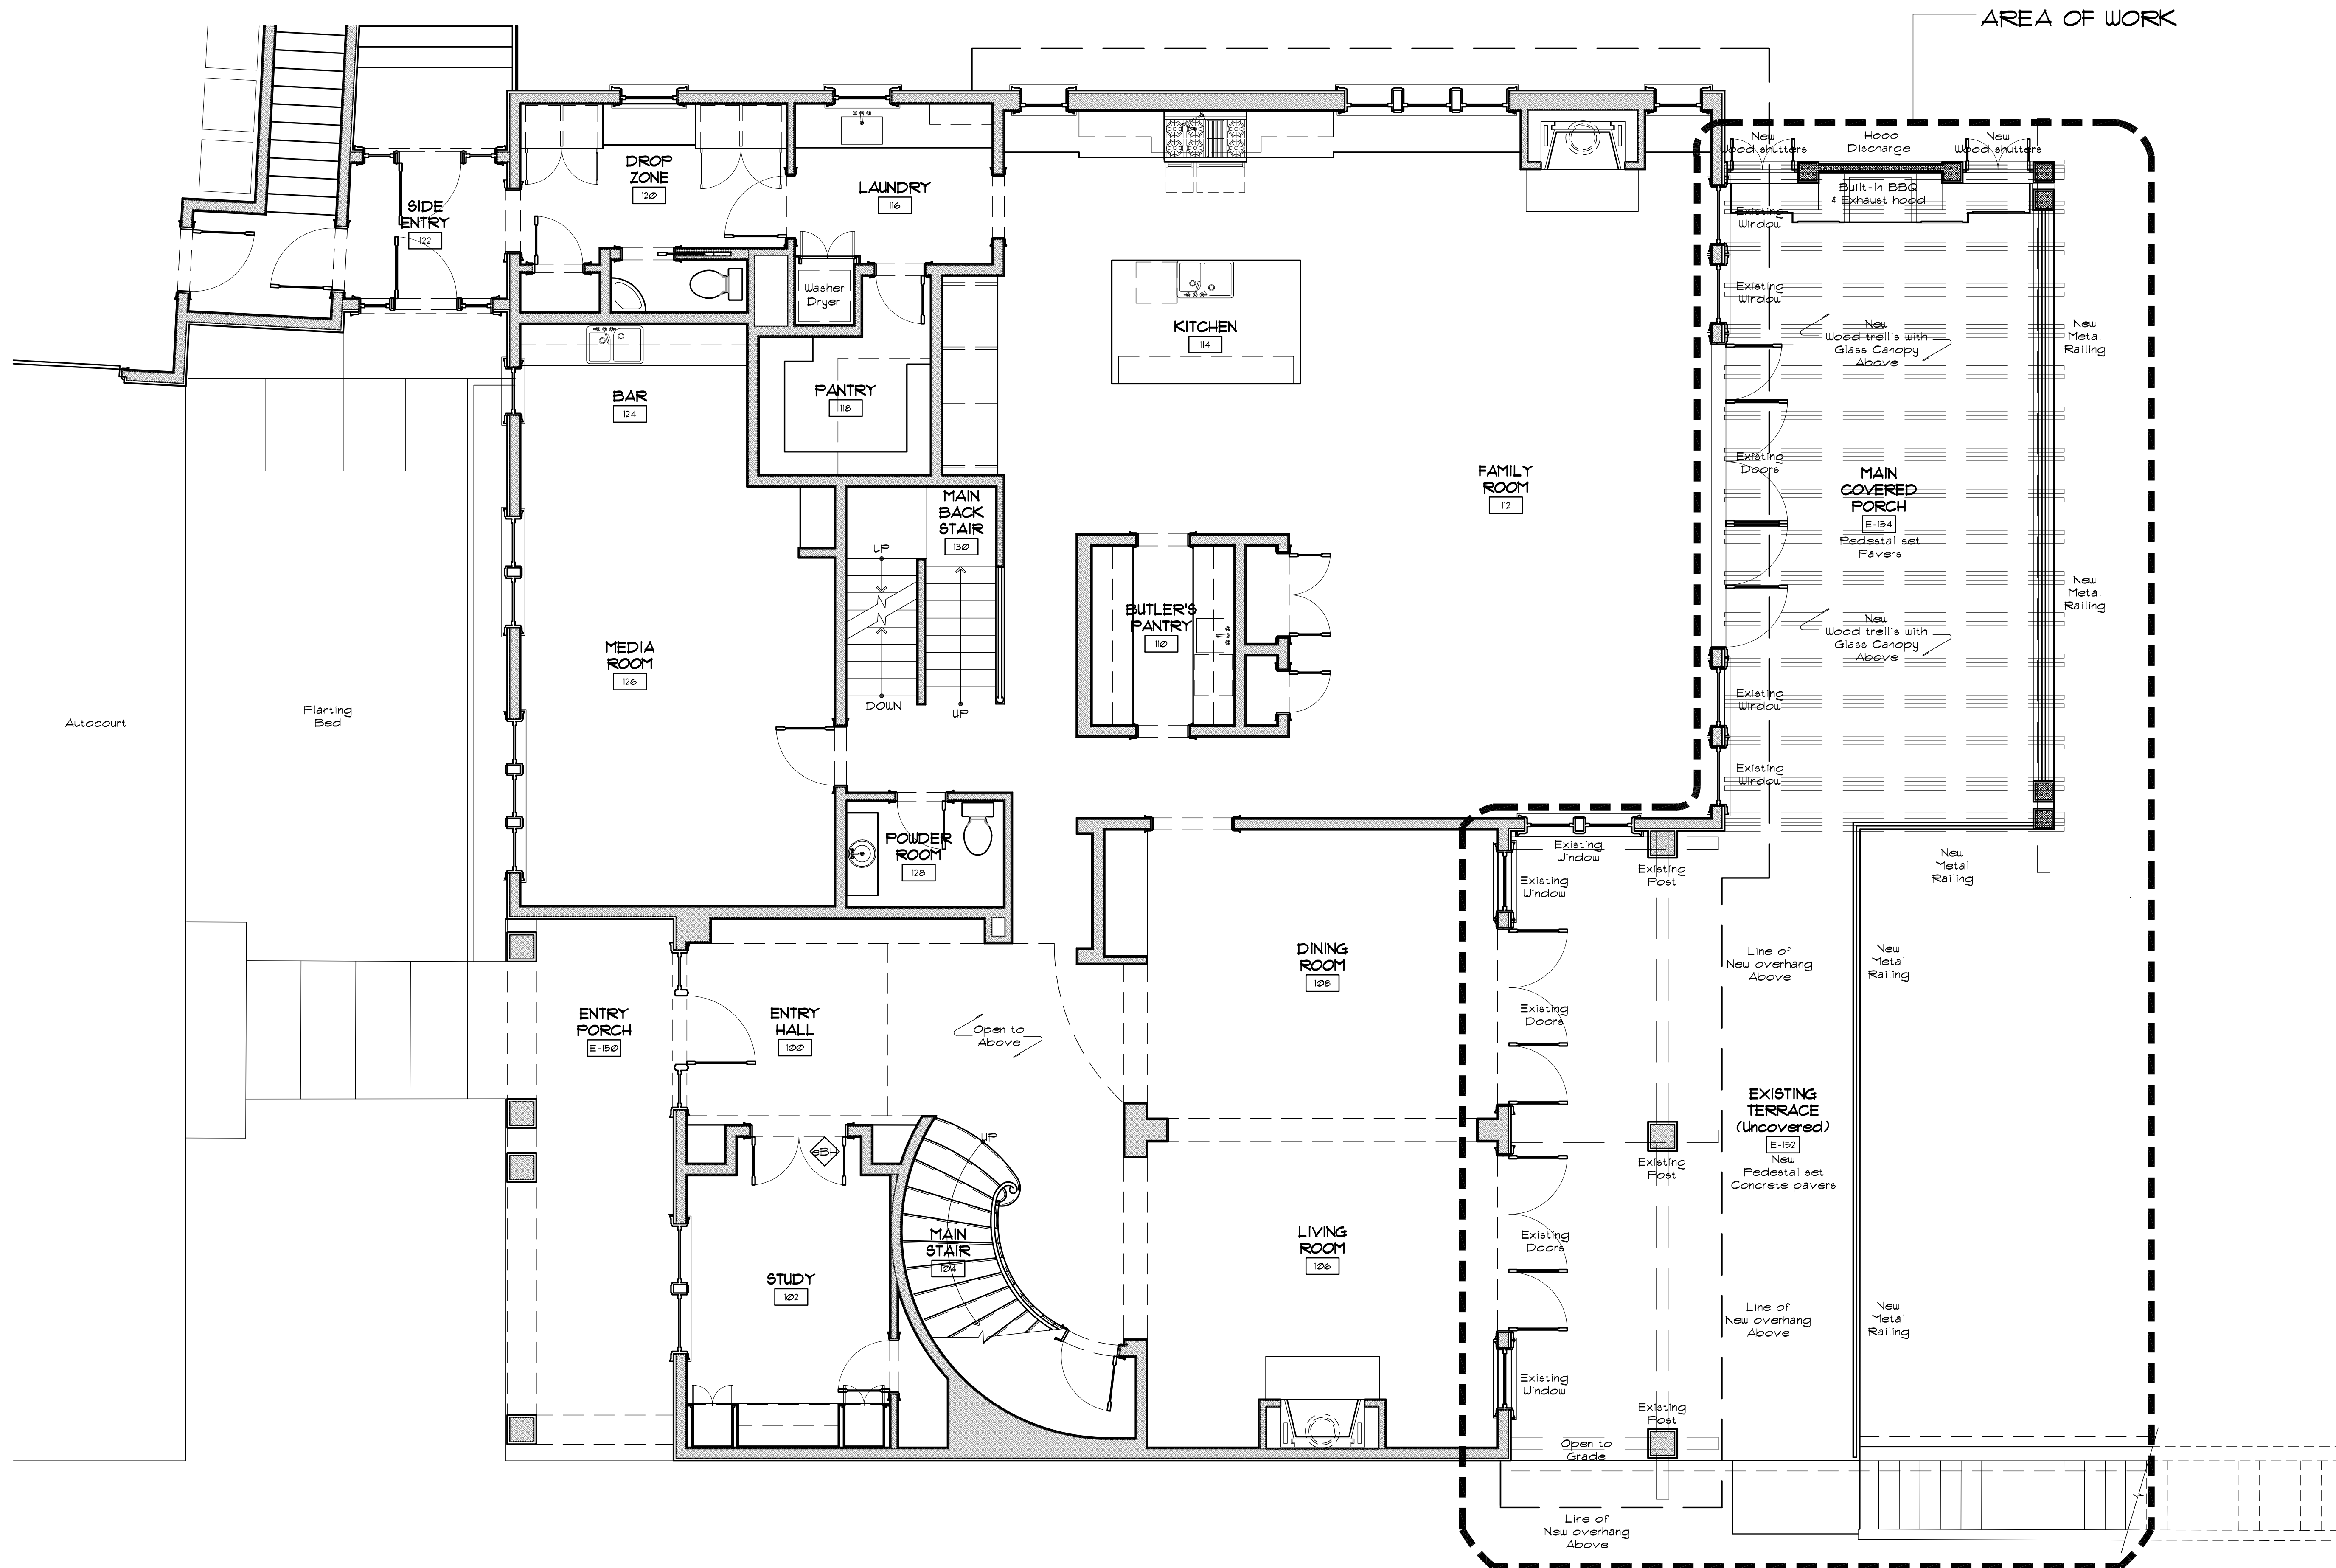 AREA OF WORK
New
Wood shutters
Hood
Discharge
New
Wood shutters
Built-In BBQ
& Exhaust hood
DROP
ZONE
120
LAUNDRY
116
SIDE
ENTRY
122
Existing
Window
Washer
Dryer
Existing
Window
KITCHEN
114
New
Wood trellis with
Glass Canopy
Above
New
Metal
Railing
BAR
124
PANTRY
118
Existing
Doors
FAMILY
ROOM
112
MAIN
COVERED
PORCH
E-154
Pedestal set
Pavers
MAIN
BACK
STAIR
130
UP
DOWN
UP
BUTLER'S
PANTRY
110
New
Metal
Railing
New
Wood trellis with
Glass Canopy
Above
MEDIA
ROOM
126
Autocourt
Planting
Bed
Existing
Window
Existing
Window
POWDER
ROOM
128
Existing
Window
Existing
Window
Existing
Post
New
Metal
Railing
DINING
ROOM
108
Line of
New overhang
Above
New
Metal
Railing
ENTRY
PORCH
E-150
ENTRY
HALL
100
Open to
Above
Existing
Doors
EXISTING
TERRACE
(Uncovered)
E-152
New
Pedestal set
Concrete pavers
UP
Existing
Post
MAIN
STAIR
104
LIVING
ROOM
106
Existing
Doors
STUDY
102
Line of
New overhang
Above
New
Metal
Railing
Existing
Window
Existing
Post
Open to
Grade
Line of
New overhang
Above